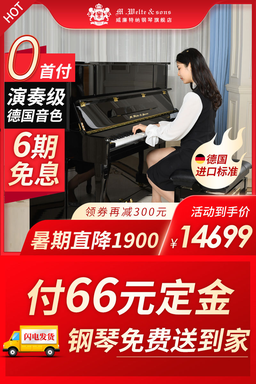 HOT
M.Welte & sons
威廉特纳钢琴旗舰店
0首付
演奏级
德国音色
6期
免息
德国
进口标准
领券再减300元
活动到手价
暑期直降1900
¥14699
付66元定金
闪电发货
钢琴免费送到家